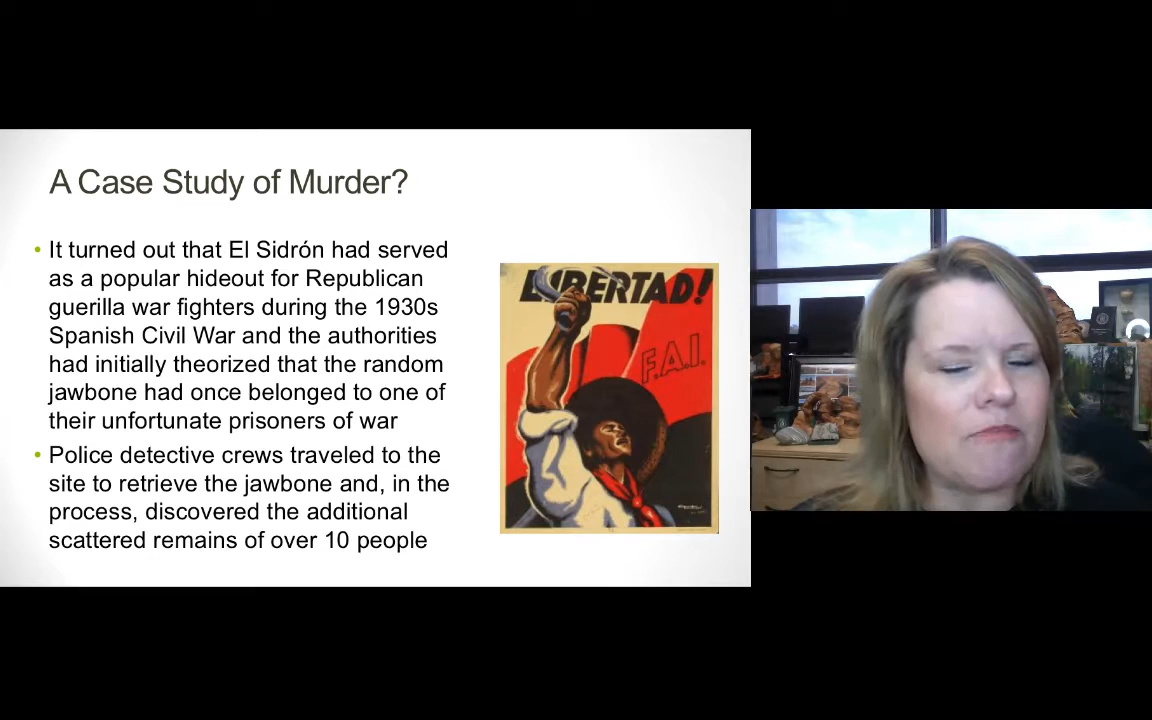 A Case Study of Murder?
• It turned out that El Sidrón had served
as a popular hideout for Republican
guerilla war fighters during the 1930s
Spanish Civil War and the authorities
had initially theorized that the random
jawbone had once belonged to one of
their unfortunate prisoners of war
• Police detective crews traveled to the
site to retrieve the jawbone and, in the
process, discovered the additional
scattered remains of over 10 people
LIBERTAD!
F.A.I.